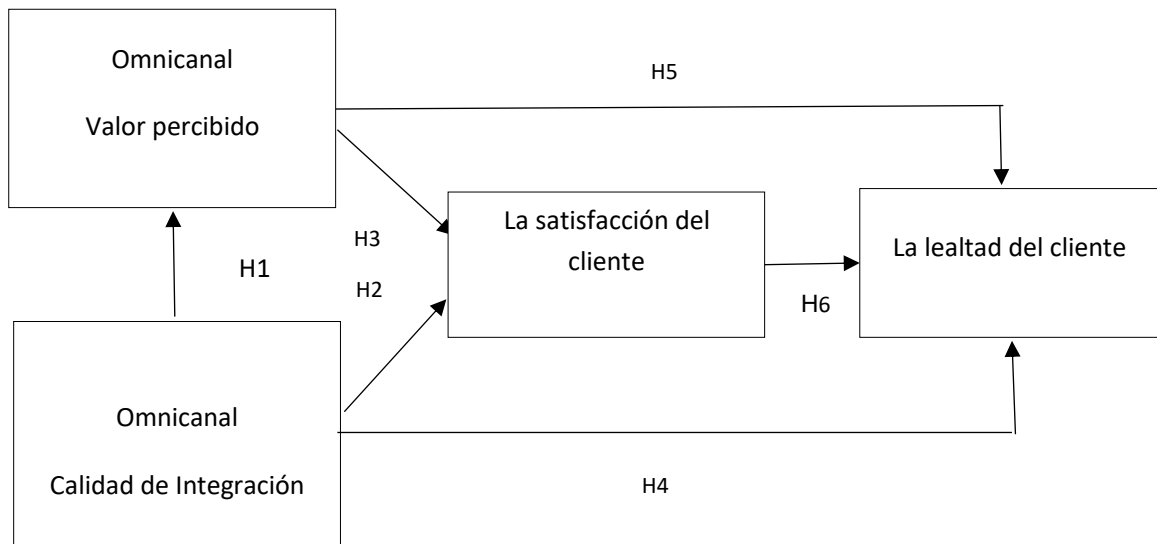 Omnicanal
Valor percibido
H5
H3
H2
H1
La satisfacción del
cliente
H6
La lealtad del cliente
Omnicanal
Calidad de Integración
H4